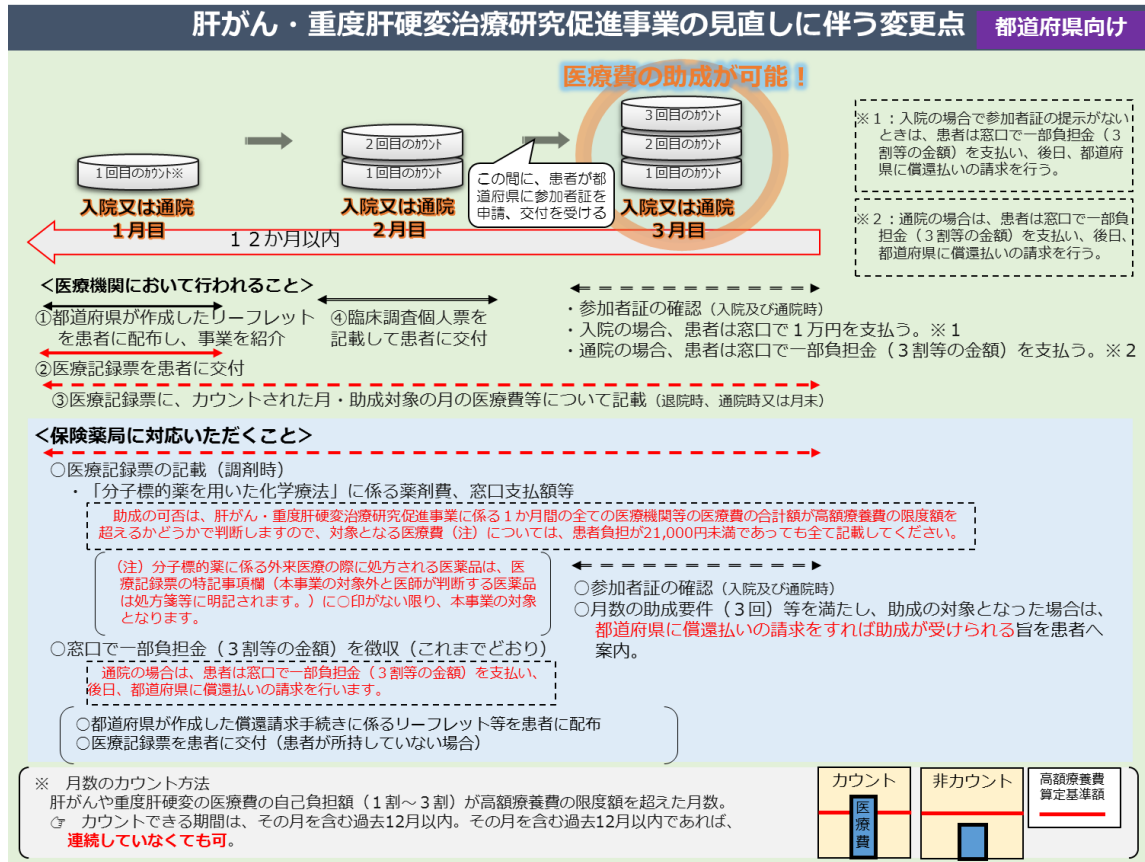 肝がん・重度肝硬変治療研究促進事業の見直しに伴う変更点
都道府県向け
医療費の助成が可能！
1回目のｶｳﾝﾄ※
入院又は通院
1月目
2回目のｶｳﾝﾄ
1回目のｶｳﾝﾄ
入院又は通院
2月目
この間に、患者が都
道府県に参加者証を
申請、交付を受ける
3回目のｶｳﾝﾄ
2回目のｶｳﾝﾄ
1回目のｶｳﾝﾄ
入院又は通院
3月目
１２か月以内
※１：入院の場合で参加者証の提示がない
ときは、患者は窓口で一部負担金（３
割等の金額）を支払い、後日、都道府
県に償還払いの請求を行う。
※２：通院の場合は、患者は窓口で一部負
担金（３割等の金額）を支払い、後日、
都道府県に償還払いの請求を行う。
＜医療機関において行われること＞
①都道府県が作成したリーフレット
を患者に配布し、事業を紹介
②医療記録票を患者に交付
④臨床調査個人票を
記載して患者に交付
・参加者証の確認（入院及び通院時）
・入院の場合、患者は窓口で１万円を支払う。※１
・通院の場合、患者は窓口で一部負担金（３割等の金額）を支払う。※２
③医療記録票に、カウントされた月・助成対象の月の医療費等について記載（退院時、通院時又は月末）
＜保険薬局に対応いただくこと＞
○医療記録票の記載（調剤時）
・「分子標的薬を用いた化学療法」に係る薬剤費、窓口支払額等
助成の可否は、肝がん・重度肝硬変治療研究促進事業に係る１か月間の全ての医療機関等の医療費の合計額が高額療養費の限度額を
超えるかどうかで判断しますので、対象となる医療費（注）については、患者負担が21,000円未満であっても全て記載してください。
（注）分子標的薬に係る外来医療の際に処方される医薬品は、医
療記録票の特記事項欄（本事業の対象外と医師が判断する医薬品
は処方箋等に明記されます。）に○印がない限り、本事業の対象
となります。
○窓口で一部負担金（３割等の金額）を徴収（これまでどおり）
通院の場合は、患者は窓口で一部負担金（３割等の金額）を支払い、
後日、都道府県に償還払いの請求を行います。
○参加者証の確認（入院及び通院時）
○月数の助成要件（３回）等を満たし、助成の対象となった場合は、
都道府県に償還払いの請求をすれば助成が受けられる旨を患者へ
案内。
○都道府県が作成した償還請求手続きに係るリーフレット等を患者に配布
○医療記録票を患者に交付（患者が所持していない場合）
※　月数のカウント方法
肝がんや重度肝硬変の医療費の自己負担額（１割～３割）が高額療養費の限度額を超えた月数。
☞　カウントできる期間は、その月を含む過去12月以内。その月を含む過去12月以内であれば、
連続していなくても可。
カウント
医療費
非カウント
高額療養費
算定基準額